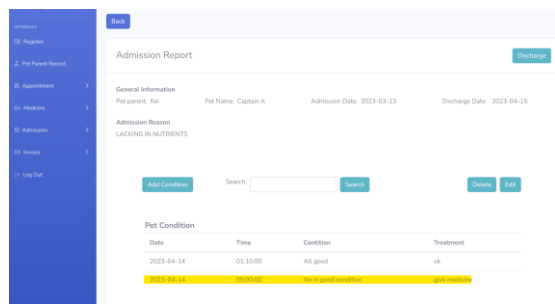 Back
INTERFACE
Register
Pet Parent Record
Appointment
Medicine
Admission
Invoice
Log Out
Admission Report
Discharge
General Information
Pet parent: Kai Pet Name: Captain A Admission Date: 2023-03-13 Discharge Date: 2023-04-15
Admission Reason
LACKING IN NUTRIENTS
Add Condition Search: Search Delete Edit
Pet Condition
Date Time Contition Treatment
2023-04-14 01:10:00 All good ok
2023-04-14 05:00:00 No in good condition give medicine